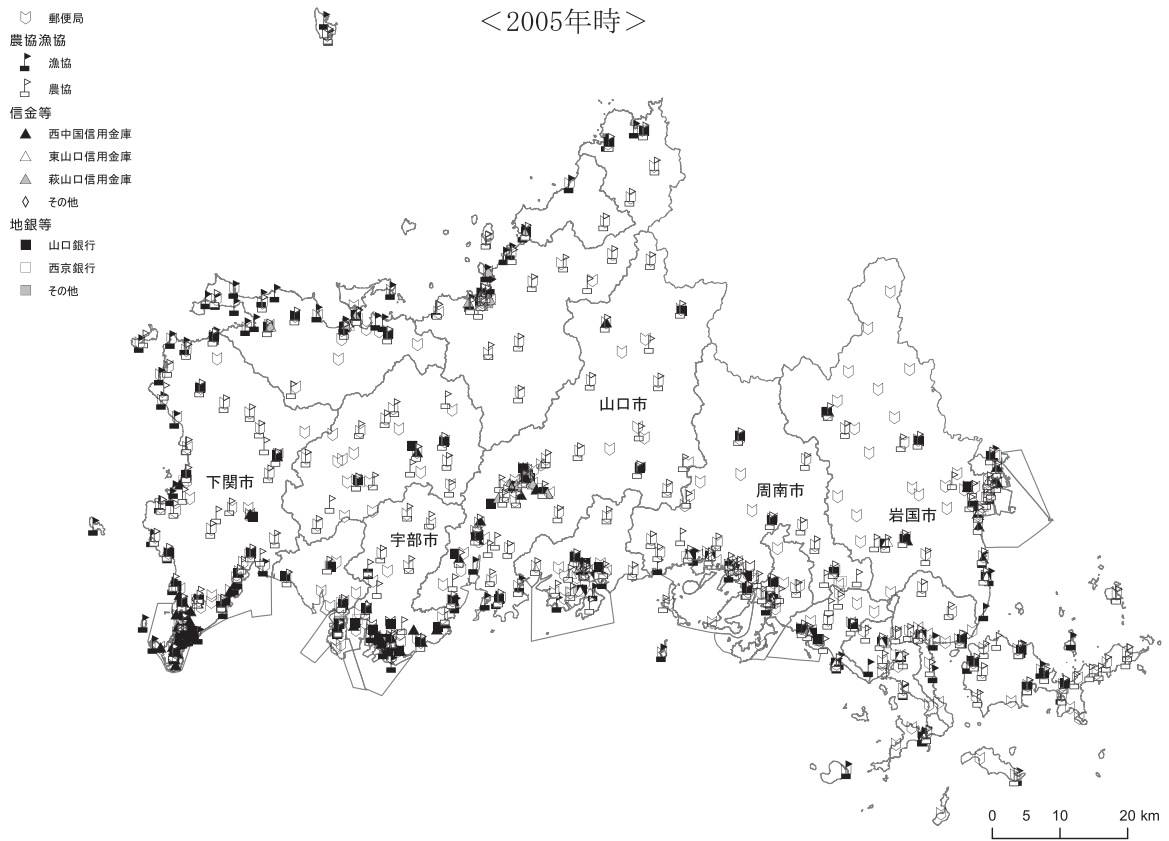 ＜2005年時＞
郵便局
農協漁協
漁協
農協
信金等
西中国信用金庫
東山口信用金庫
萩山口信用金庫
その他
地銀等
山口銀行
西京銀行
その他
山口市
下関市
周南市
岩国市
宇部市
0 5 10 20 km